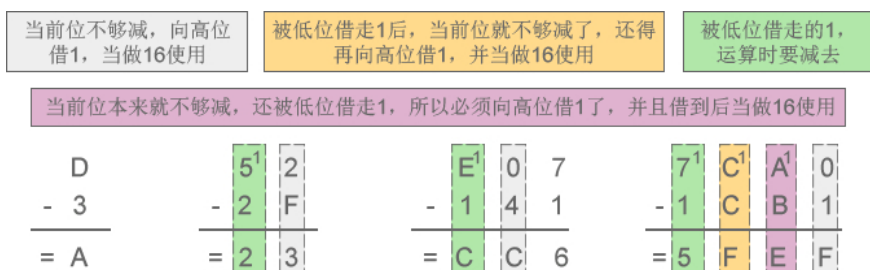 当前位不够减，向高位
借1，当做16使用
被低位借走1后，当前位就不够减了，还得
再向高位借1，并当做16使用
被低位借走的1，
运算时要减去
当前位本来就不够减，还被低位借走1，所以必须向高位借1了，并且借到后当做16使用
D
- 3
= A
5¹ 2
- 2 F
= 2 3
E¹ 0 7
- 1 4 1
= C C 6
7¹ C¹ A¹ 0
- 1 C B 1
= 5 F E F